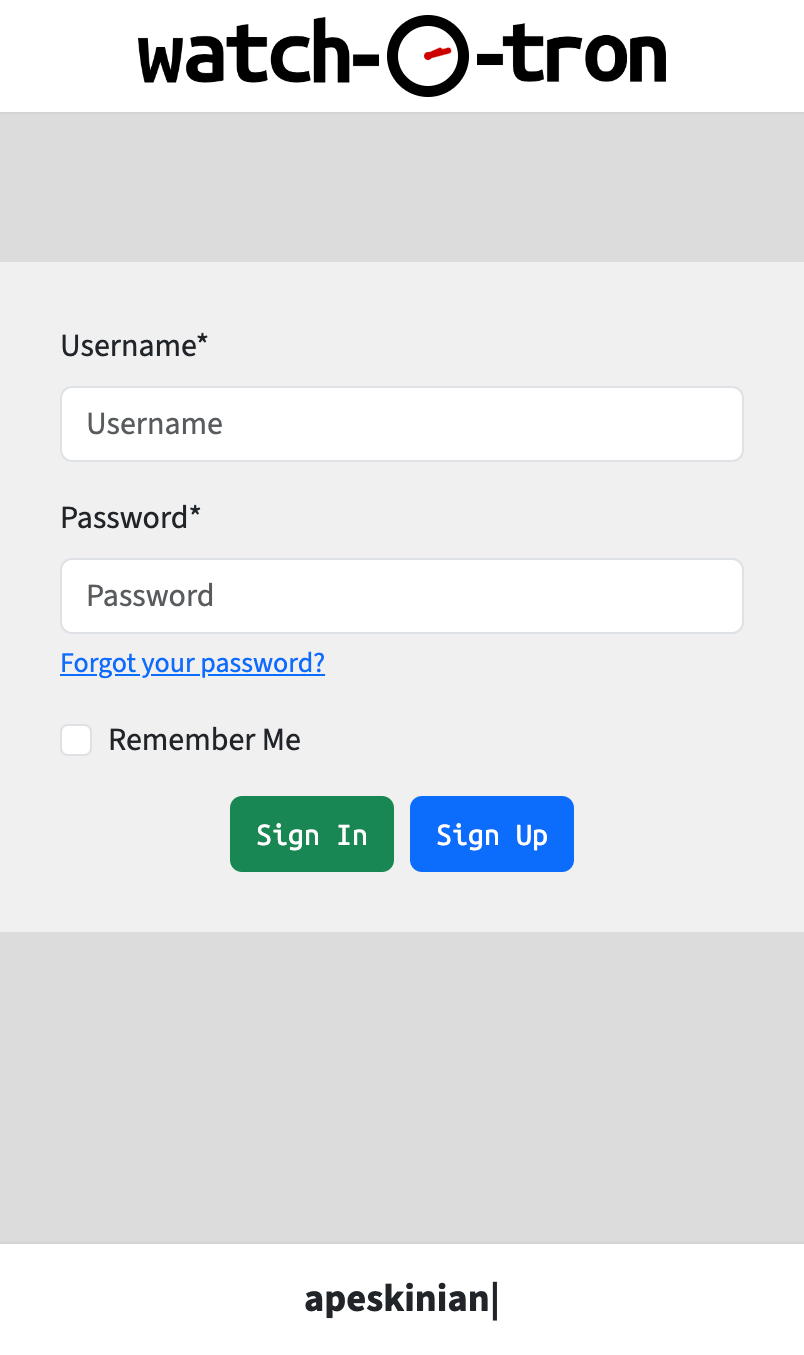 watch-O-tron
Username*
Username
Password*
Password
Forgot your password?
Remember Me
Sign In Sign Up
apeskinian|